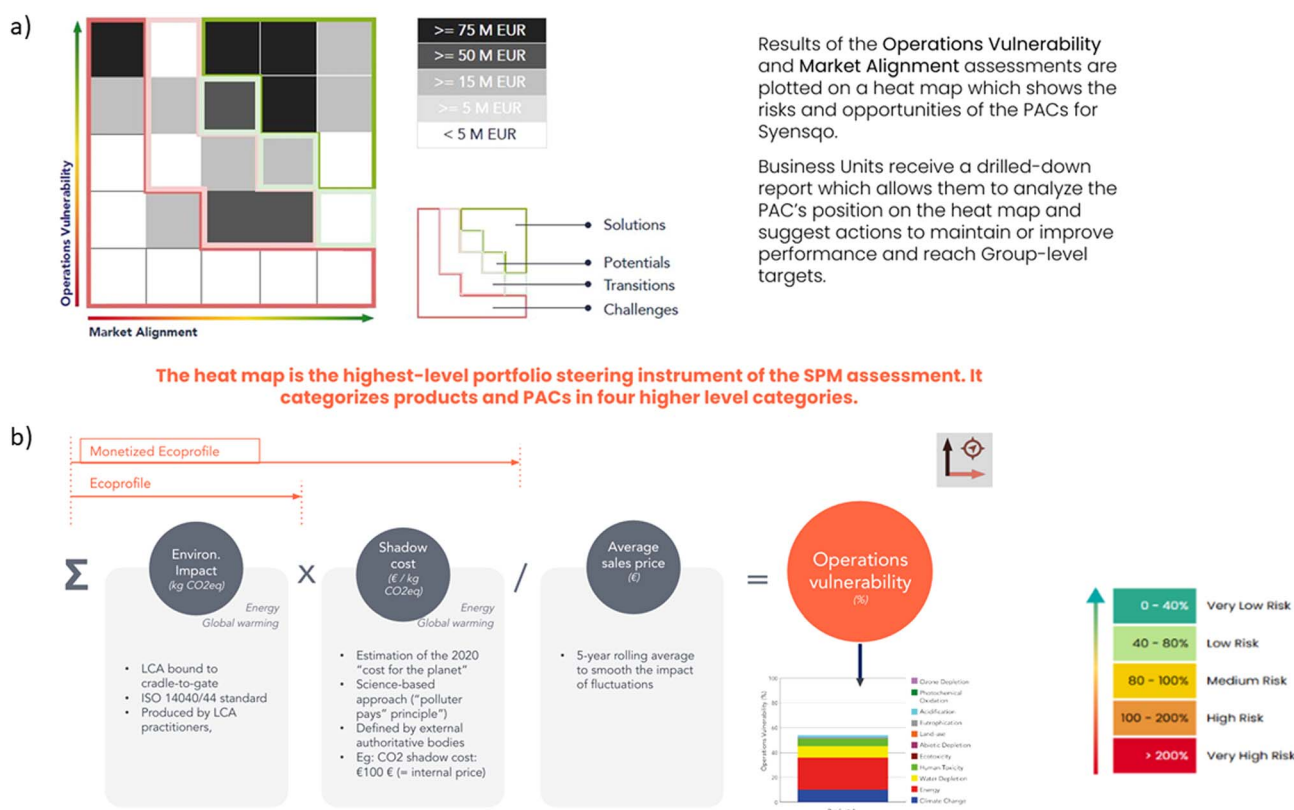 a)
Operations Vulnerability
Market Alignment
>= 75 M EUR
>= 50 M EUR
>= 15 M EUR
>= 5 M EUR
< 5 M EUR
Solutions
Potentials
Transitions
Challenges
Results of the Operations Vulnerability
and Market Alignment assessments are
plotted on a heat map which shows the
risks and opportunities of the PACs for
Syensqo.
Business Units receive a drilled-down
report which allows them to analyze the
PAC's position on the heat map and
suggest actions to maintain or improve
performance and reach Group-level
targets.
The heat map is the highest-level portfolio steering instrument of the SPM assessment. It
categorizes products and PACs in four higher level categories.
b)
Monetized Ecoprofile
Ecoprofile
Σ
Environ.
Impact
(kg CO2eq)
Energy
Global warming
• LCA bound to
cradle-to-gate
• ISO 14040/44 standard
• Produced by LCA
practitioners,
x
Shadow
cost
(€ / kg
CO2eq)
Energy
Global warming
• Estimation of the 2020
"cost for the planet"
• Science-based
approach ("polluter
pays" principle")
• Defined by external
authoritative bodies
• Eg: CO2 shadow cost:
€100 € (= internal price)
/
Average
sales price
(€)
• 5-year rolling average
to smooth the impact
of fluctuations
=
Operations
vulnerability
(%)
Operations Vulnerability (%)
100
80
60
40
20
0
Ozone Depletion
Photochemical
Oxidation
Acidification
Eutrophication
Land use
Abiotic Depletion
Ecotoxicity
Human Toxicity
Water Depletion
Energy
Climate Change
0 - 40% Very Low Risk
40 - 80% Low Risk
80 - 100% Medium Risk
100 - 200% High Risk
> 200% Very High Risk